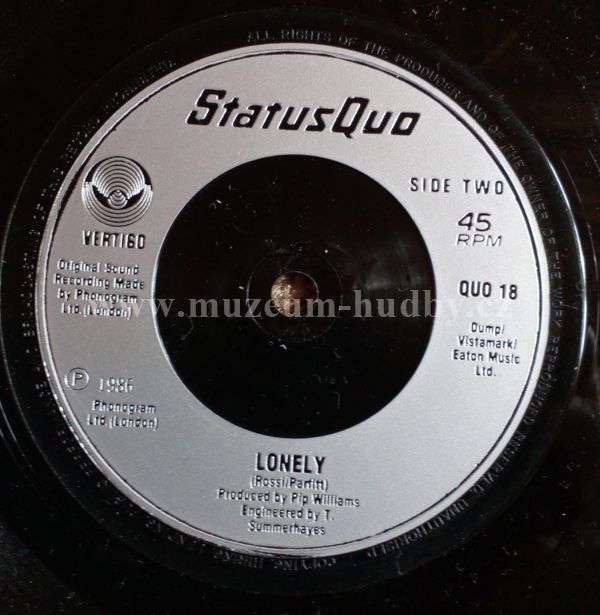 ALL RIGHTS OF THE PRODUCER AND OF THE OWNER OF THE WORK REPRODUCED RESERVED. UNAUTHORISED COPYING HIRING
StatusQuo
SIDE TWO
45
RPM
VERTIGO
Original Sound
Recording Made
by Phonogram
Ltd. (London)
QUO 18
www.muzeum-hudby.cz
Dump/
Vistamark/
Eaton Music
Ltd.
Ⓟ 1986
Phonogram
Ltd. (London)
LONELY
(Rossi/Parfitt)
Produced by Pip Williams
Engineered by T.
Summerhayes